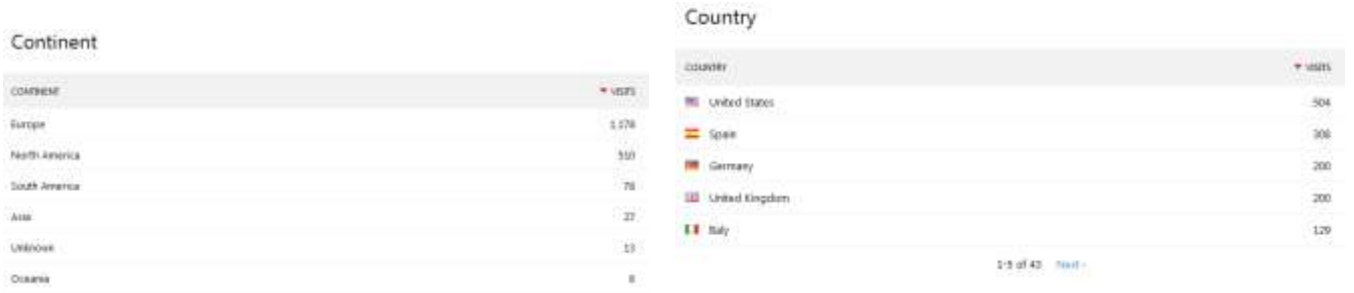 Continent
CONTINENT VISITS
Europe 1,178
North America 510
South America 78
Asia 27
Unknown 13
Oceania
Country
COUNTRY VISITS
United States 504
Spain 308
Germany 200
United Kingdom 200
Italy 129
1-5 of 43 Next ›